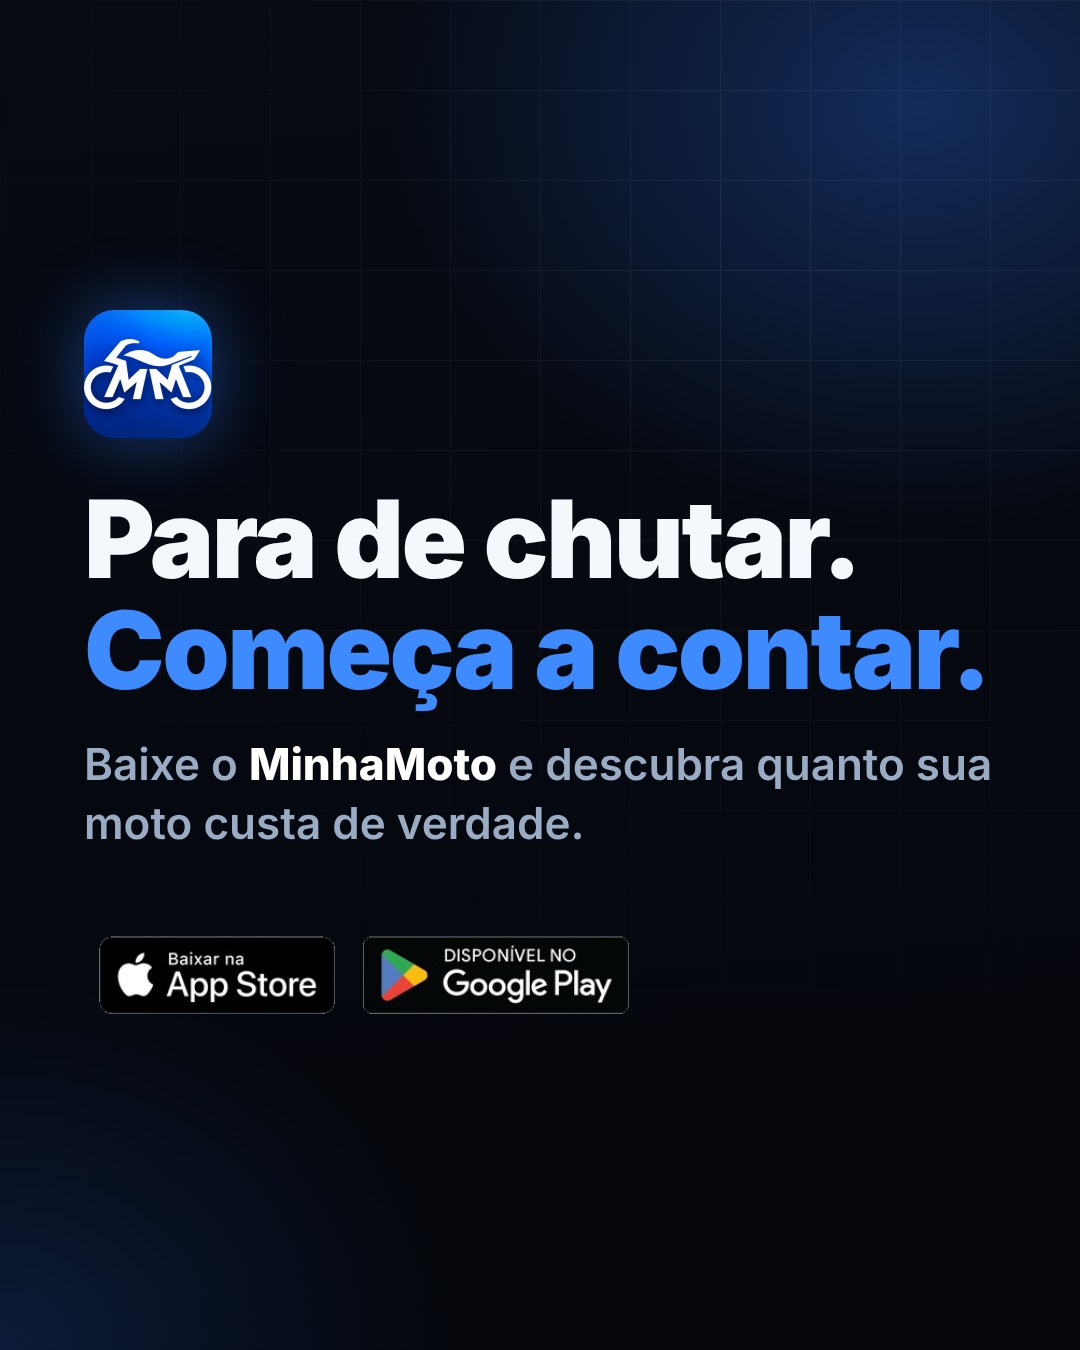 MM
Para de chutar.
Começa a contar.
Baixe o MinhaMoto e descubra quanto sua
moto custa de verdade.
Baixar na
App Store
DISPONÍVEL NO
Google Play